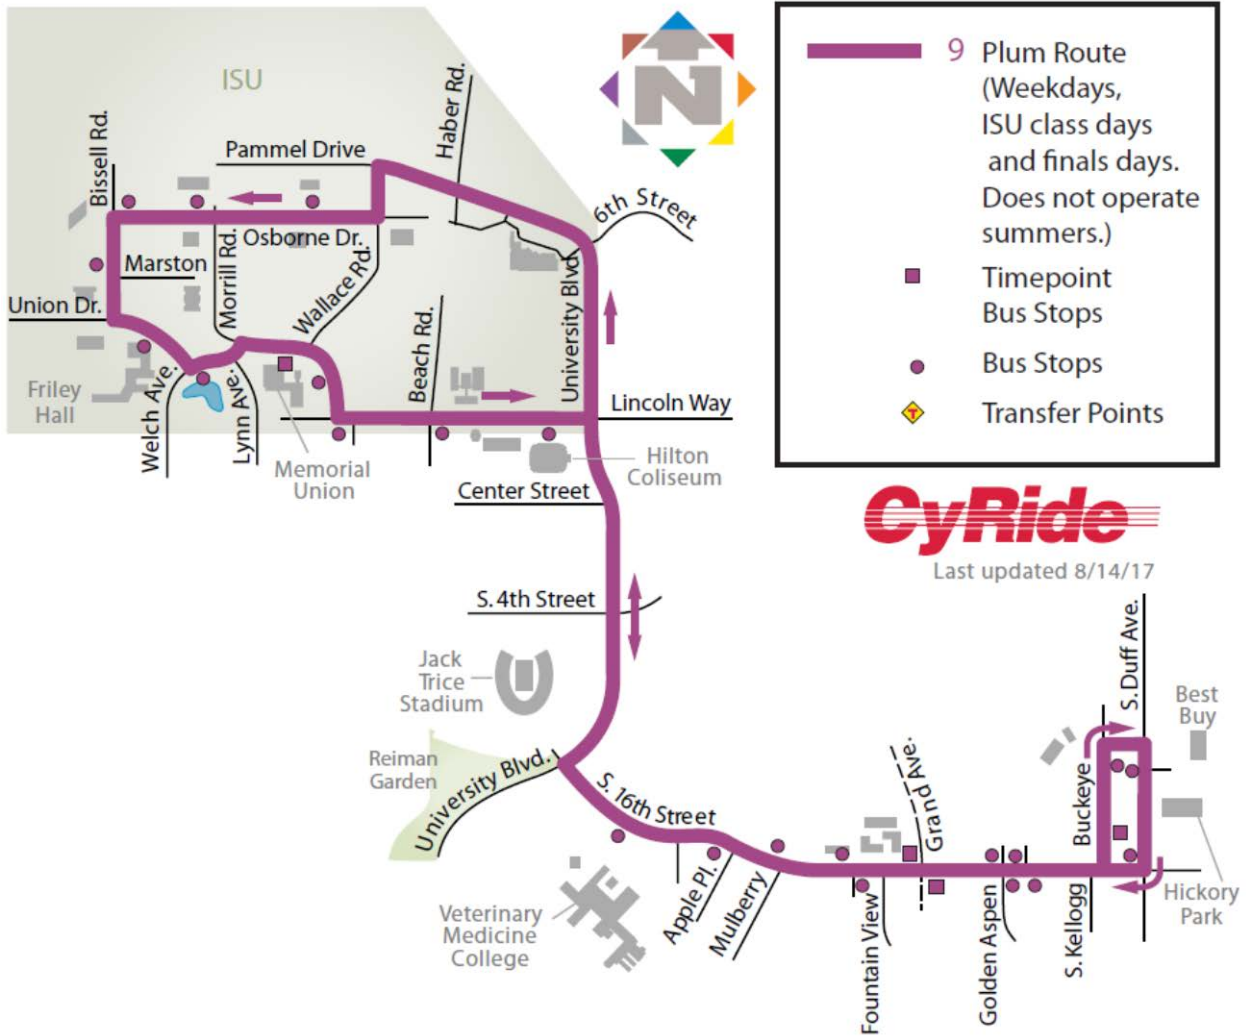 ISU
Bissell Rd.
Pammel Drive
Haber Rd.
N
6th Street
Osborne Dr.
Marston
Morrill Rd.
Wallace Rd.
Union Dr.
Beach Rd.
University Blvd.
Friley
Hall
Welch Ave.
Lynn Ave.
Lincoln Way
Memorial
Union
Hilton
Coliseum
Center Street
9 Plum Route
(Weekdays,
ISU class days
and finals days.
Does not operate
summers.)
Timepoint
Bus Stops
Bus Stops
T
Transfer Points
CyRide
Last updated 8/14/17
S. 4th Street
Jack
Trice
Stadium
Reiman
Garden
University Blvd.
S. 16th Street
Veterinary
Medicine
College
Apple Pl.
Mulberry
Fountain View
Grand Ave.
Golden Aspen
S. Kellogg
Buckeye
S. Duff Ave.
Best
Buy
Hickory
Park